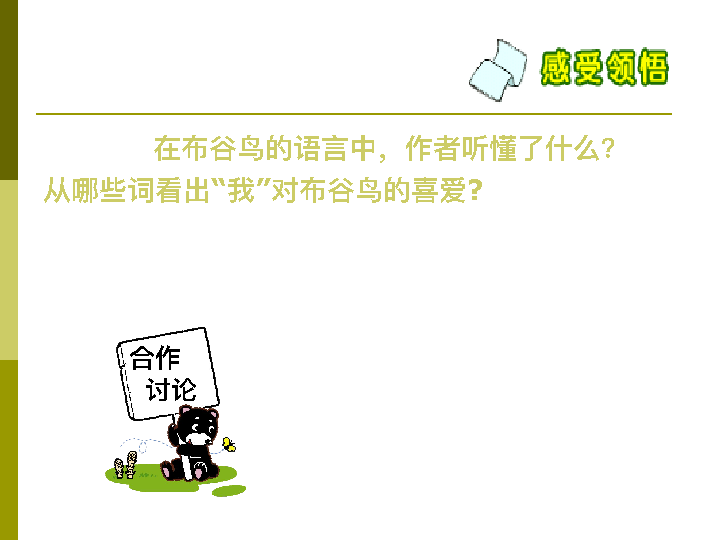 感受领悟
在布谷鸟的语言中，作者听懂了什么？
从哪些词看出“我”对布谷鸟的喜爱？
合作
讨论